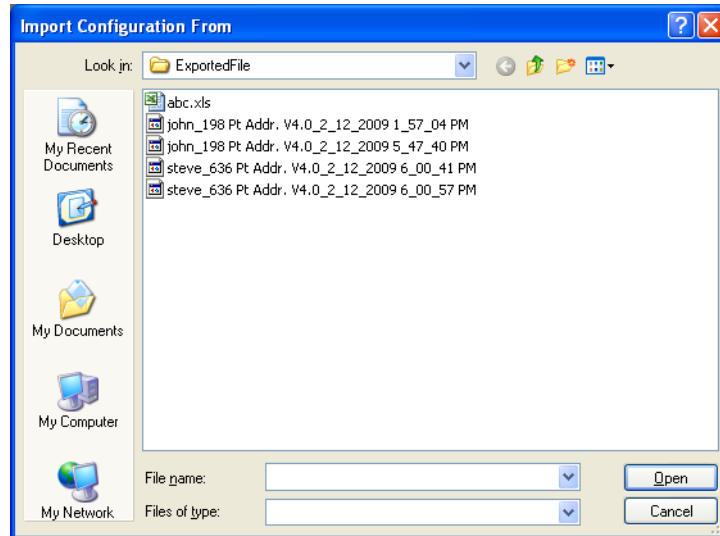 Import Configuration From
Look in: ExportedFile
abc.xls
john_198 Pt Addr. V4.0_2_12_2009 1_57_04 PM
john_198 Pt Addr. V4.0_2_12_2009 5_47_40 PM
steve_636 Pt Addr. V4.0_2_12_2009 6_00_41 PM
steve_636 Pt Addr. V4.0_2_12_2009 6_00_57 PM
My Recent
Documents
Desktop
My Documents
My Computer
My Network
File name:
Open
Files of type:
Cancel